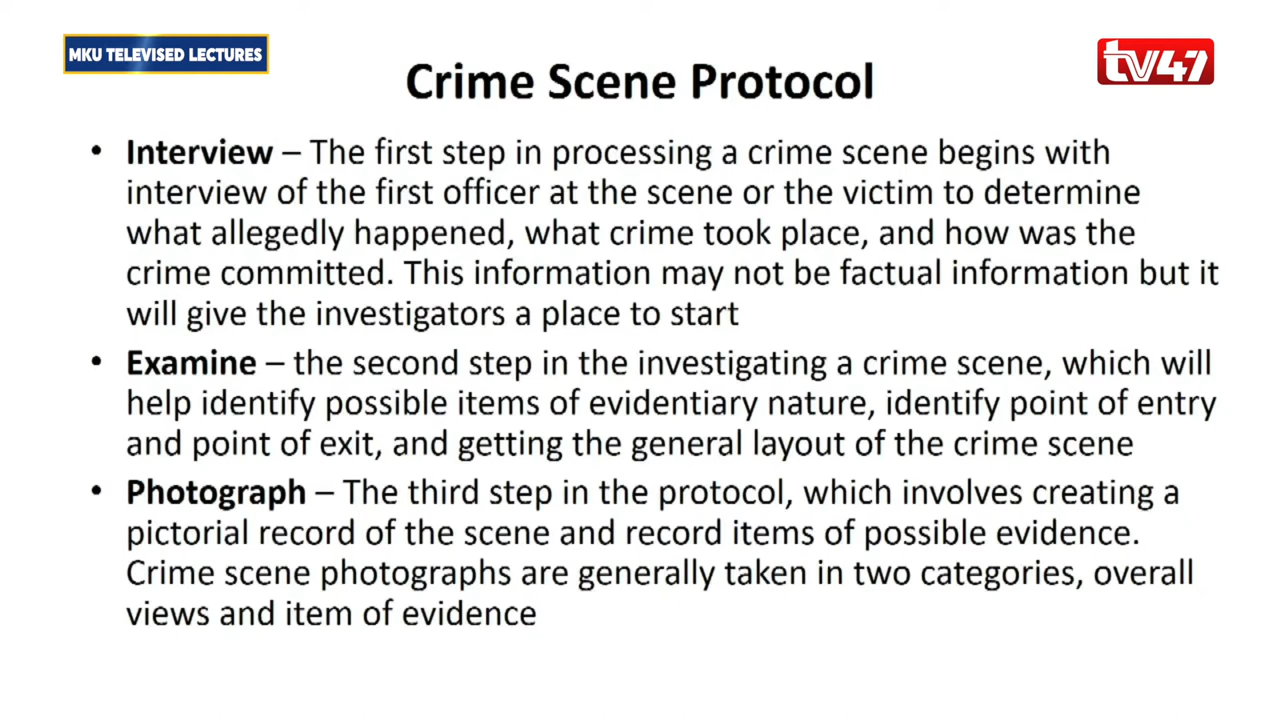 MKU TELEVISED LECTURES
tv47
Crime Scene Protocol
• Interview – The first step in processing a crime scene begins with
interview of the first officer at the scene or the victim to determine
what allegedly happened, what crime took place, and how was the
crime committed. This information may not be factual information but it
will give the investigators a place to start
• Examine – the second step in the investigating a crime scene, which will
help identify possible items of evidentiary nature, identify point of entry
and point of exit, and getting the general layout of the crime scene
• Photograph – The third step in the protocol, which involves creating a
pictorial record of the scene and record items of possible evidence.
Crime scene photographs are generally taken in two categories, overall
views and item of evidence